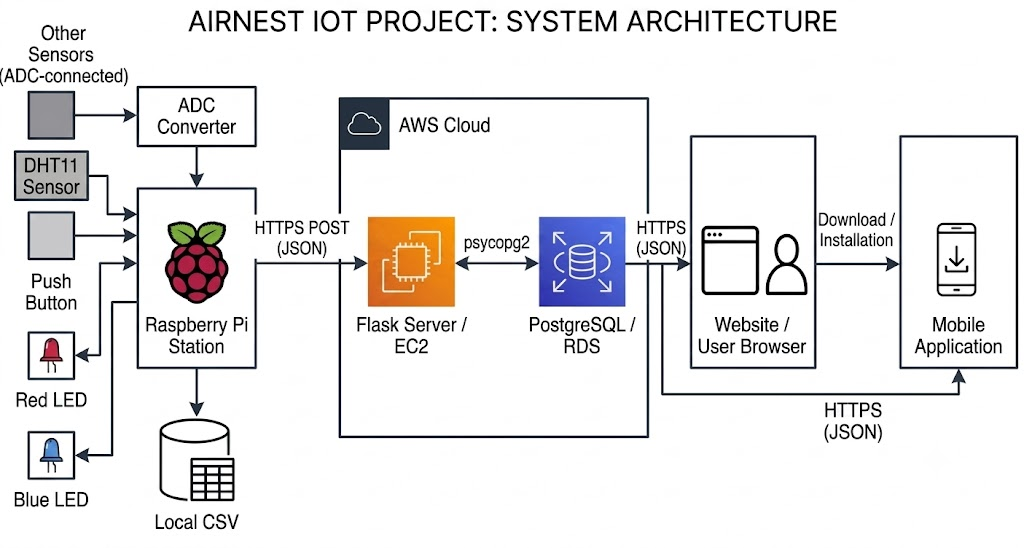 AIRNEST IOT PROJECT: SYSTEM ARCHITECTURE
Other
Sensors
(ADC-connected)
ADC
Converter
DHT11
Sensor
Push
Button
Red LED
Blue LED
Raspberry Pi
Station
Local CSV
HTTPS POST
(JSON)
AWS Cloud
Flask Server /
EC2
psycopg2
PostgreSQL /
RDS
HTTPS
(JSON)
Website /
User Browser
Download /
Installation
Mobile
Application
HTTPS
(JSON)